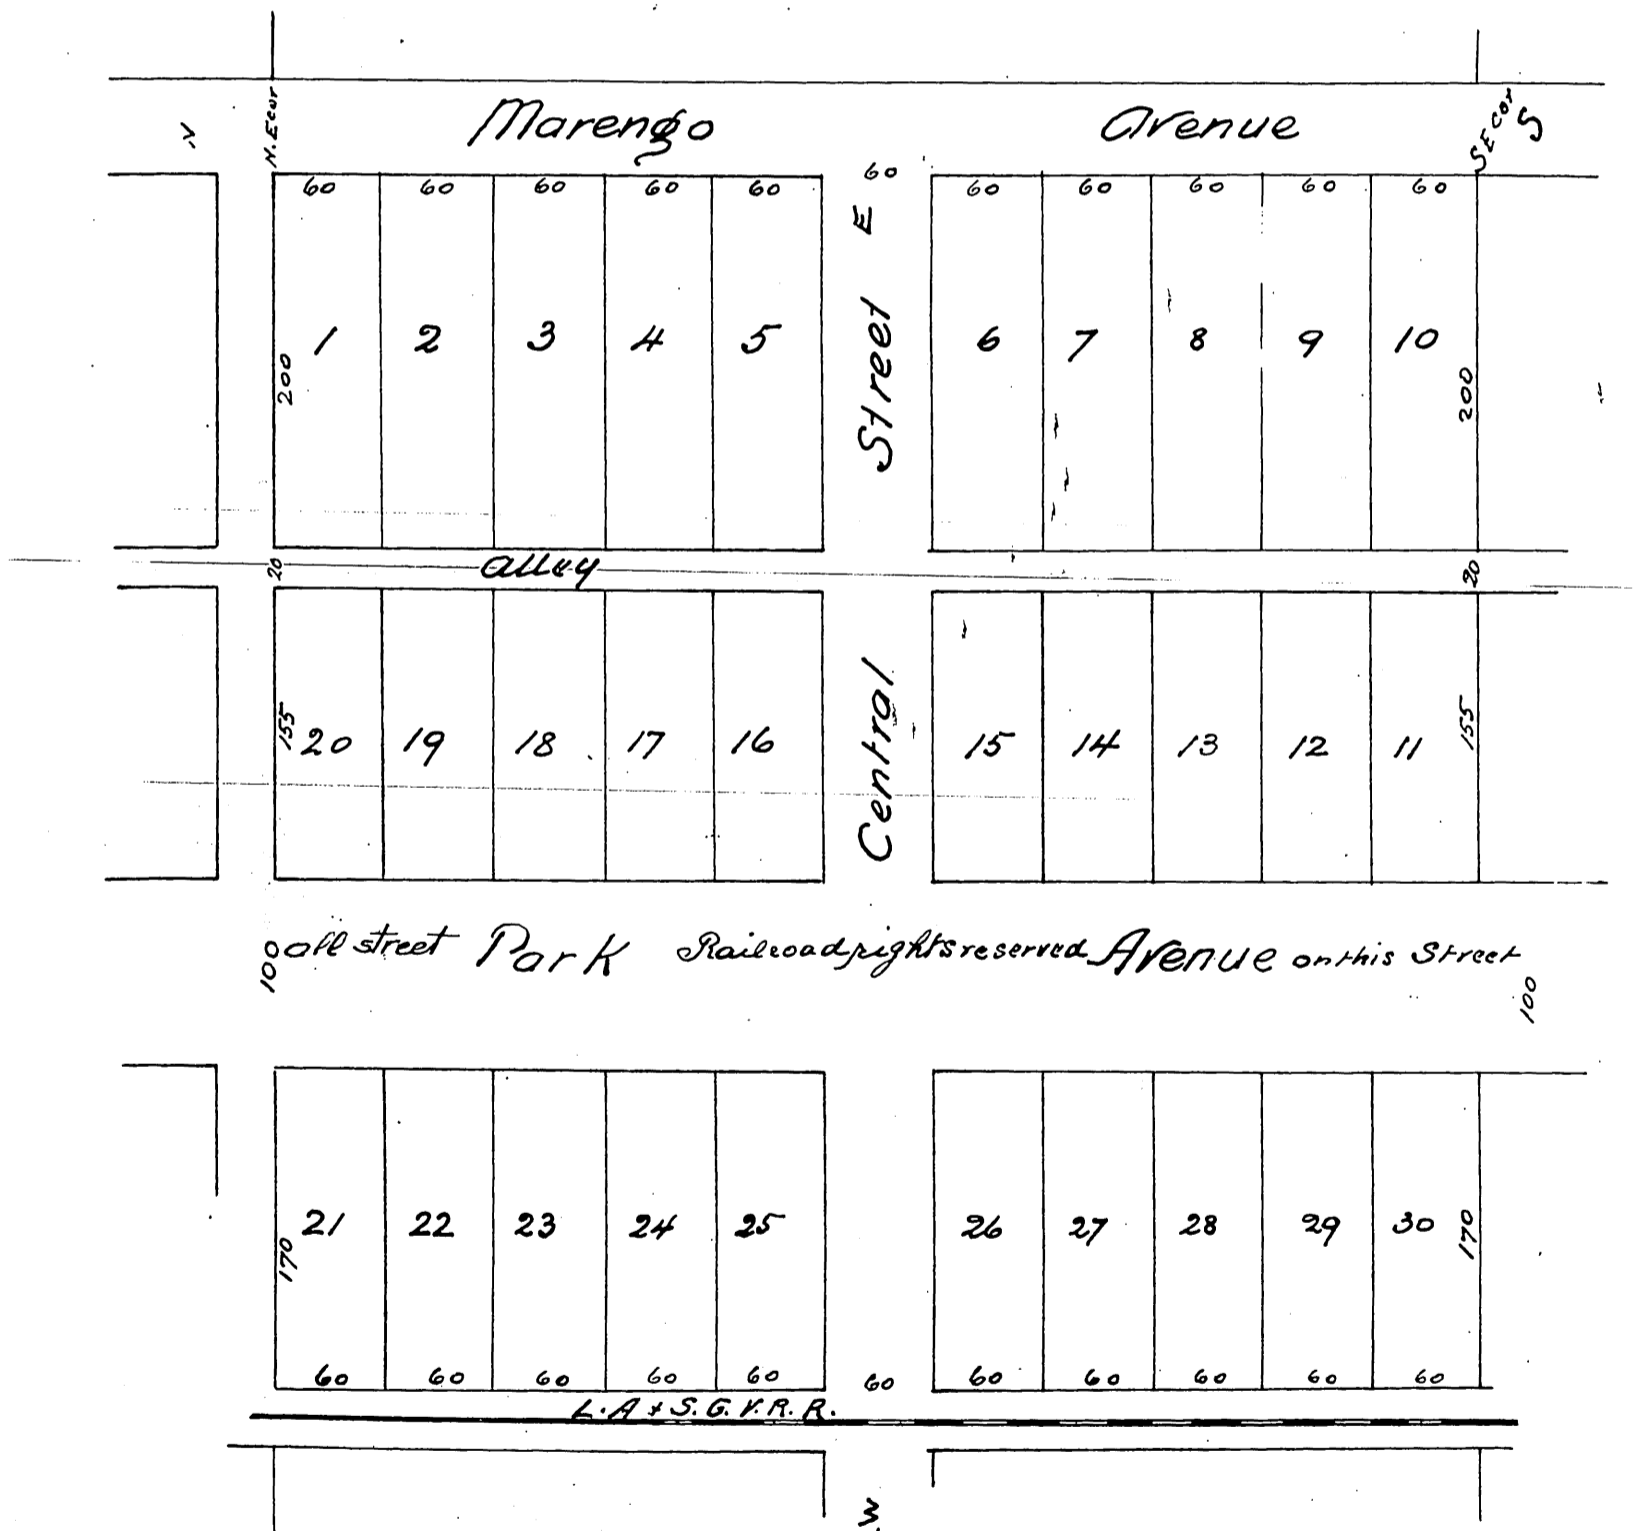 N N.Ecor Marengo Avenue SE cor S
60 60 60 60 60 60 60 60 60 60 60
E
1 2 3 4 5 Street 6 7 8 9 10
200 200
20 alley 20
155 20 19 18 17 16 Central 15 14 13 12 11 155
100 all street Park Railroad rights reserved Avenue on this Street 100
21 22 23 24 25 26 27 28 29 30
170 170
60 60 60 60 60 60 60 60 60 60 60
L.A & S.G.V.R.R.
W